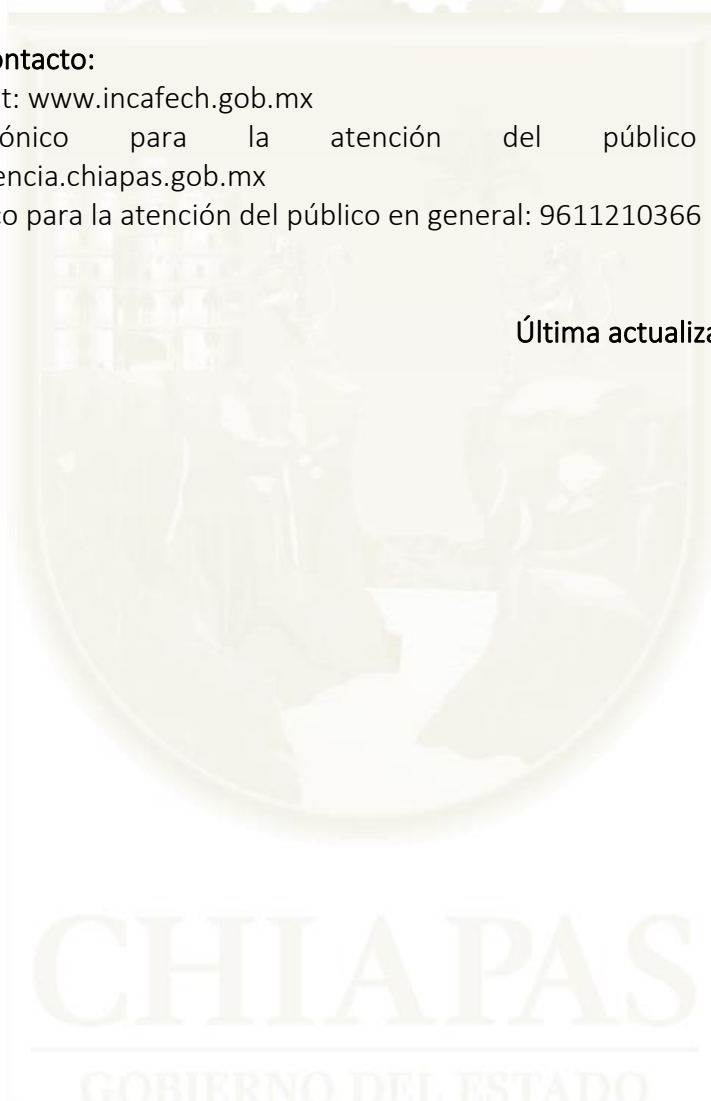 ontacto:
t: www.incafech.gob.mx
ónico para la atención del público
encia.chiapas.gob.mx
co para la atención del público en general: 9611210366
Última actualiza
CHIAPAS
GOBIERNO DEL ESTADO